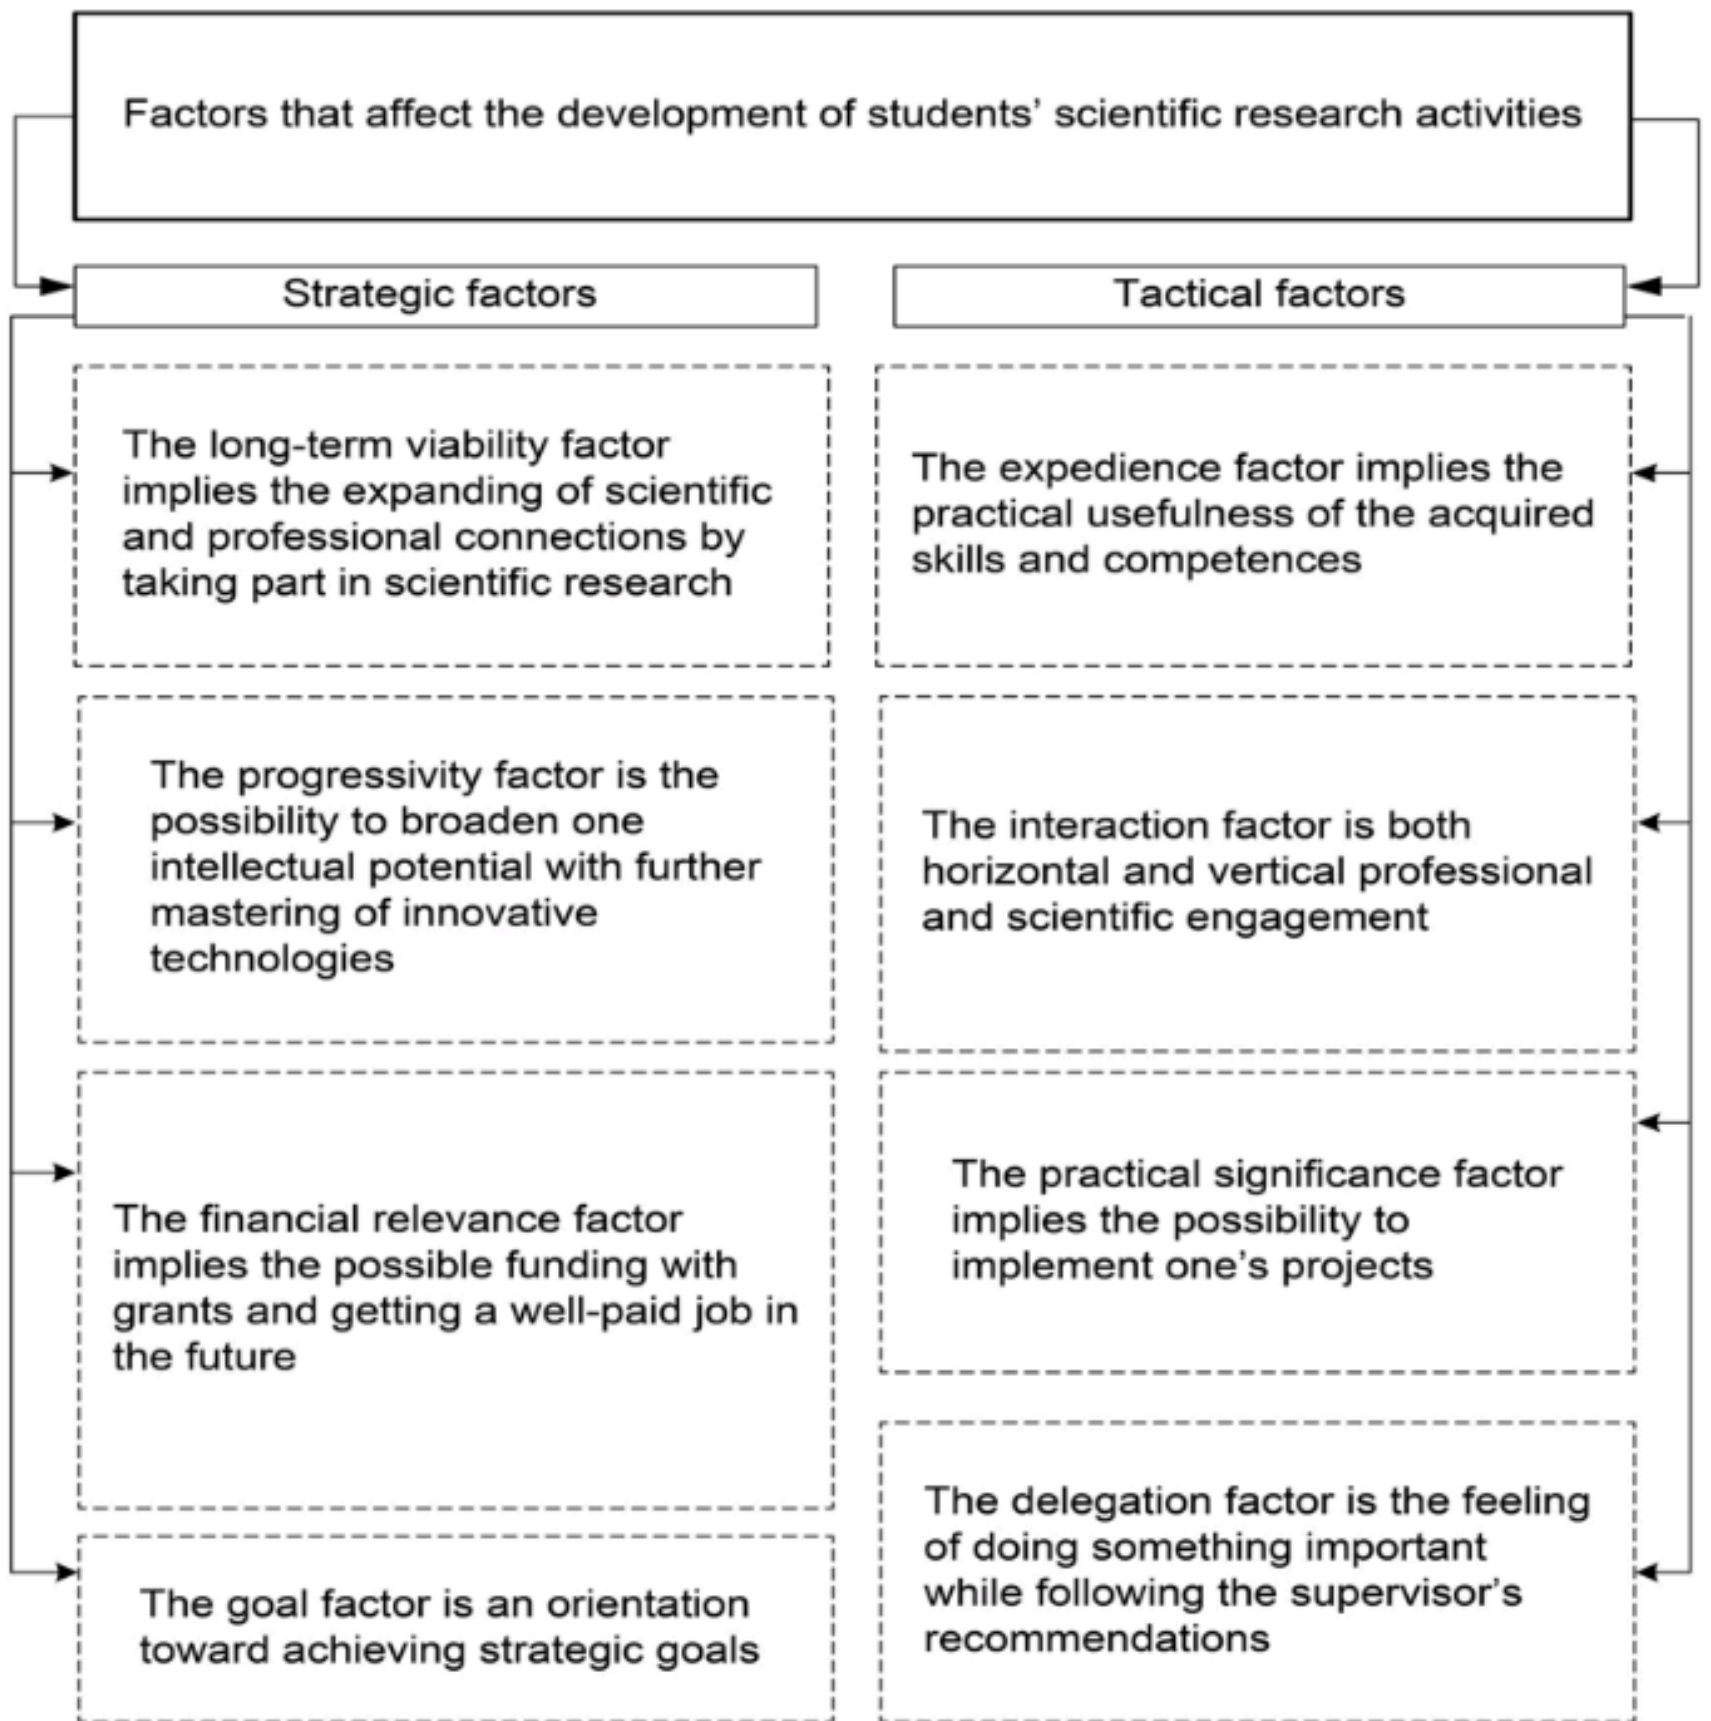 Factors that affect the development of students’ scientific research activities
Strategic factors
Tactical factors
The long-term viability factor
implies the expanding of scientific
and professional connections by
taking part in scientific research
The expedience factor implies the
practical usefulness of the acquired
skills and competences
The progressivity factor is the
possibility to broaden one
intellectual potential with further
mastering of innovative
technologies
The interaction factor is both
horizontal and vertical professional
and scientific engagement
The financial relevance factor
implies the possible funding with
grants and getting a well-paid job in
the future
The practical significance factor
implies the possibility to
implement one’s projects
The goal factor is an orientation
toward achieving strategic goals
The delegation factor is the feeling
of doing something important
while following the supervisor’s
recommendations